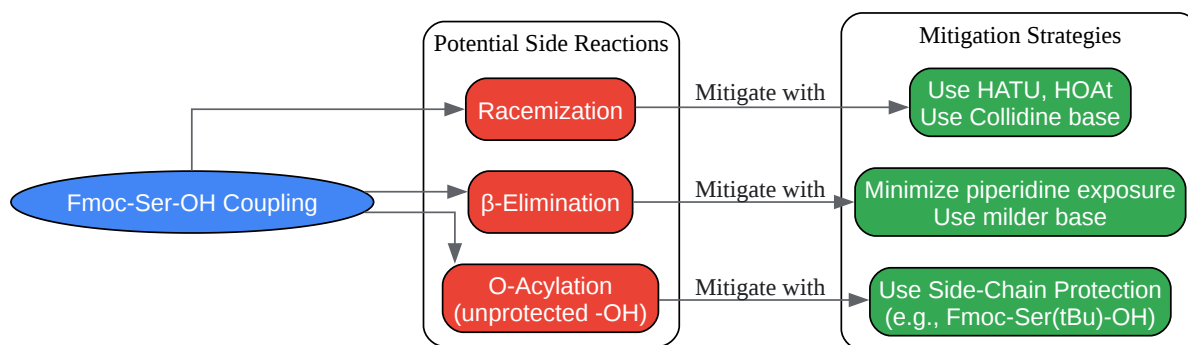 Potential Side Reactions
Mitigation Strategies
Fmoc-Ser-OH Coupling
Racemization
Mitigate with
Use HATU, HOAt
Use Collidine base
β-Elimination
Mitigate with
Minimize piperidine exposure
Use milder base
O-Acylation
(unprotected -OH)
Mitigate with
Use Side-Chain Protection
(e.g., Fmoc-Ser(tBu)-OH)